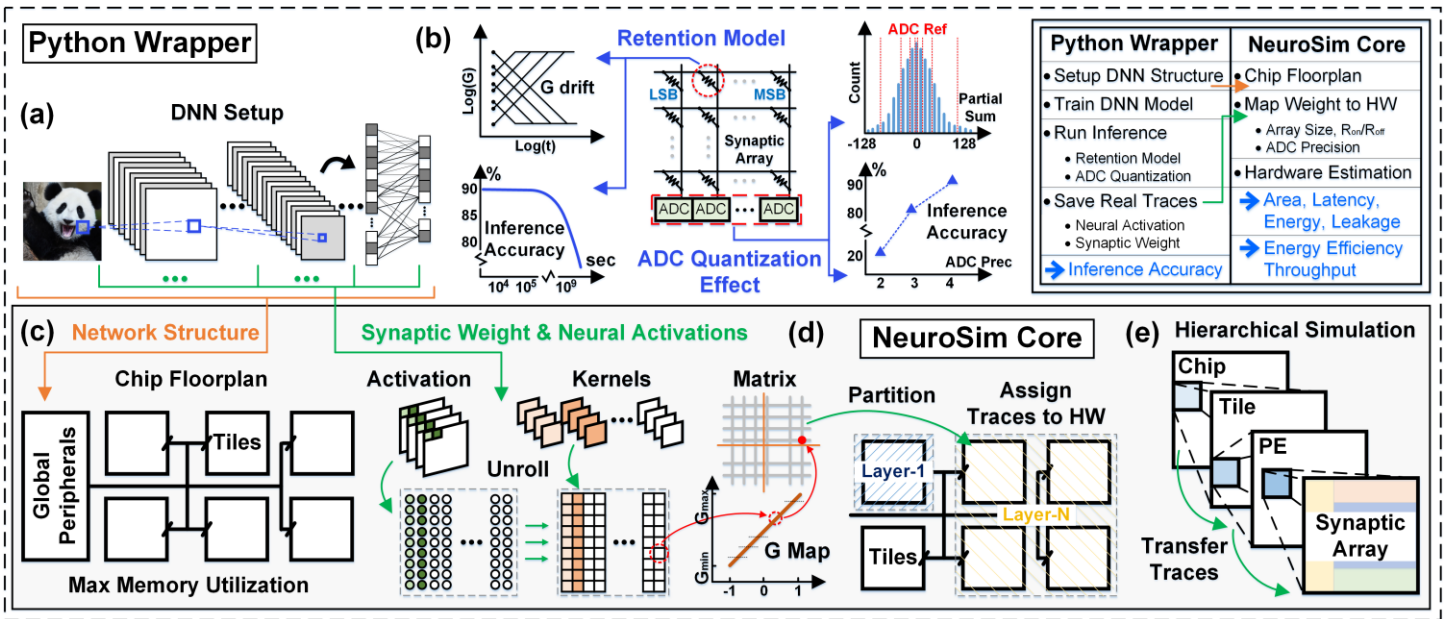 Python Wrapper
(a)
DNN Setup
(b)
Retention Model
Log(G)
G drift
Log(t)
%
90
85
80
Inference
Accuracy
sec
10⁴ 10⁵ 10⁹
LSB
MSB
Synaptic
Array
ADC ADC ADC
ADC Quantization
Effect
ADC Ref
Count
Partial
Sum
-128 0 128
%
90
80
20
Inference
Accuracy
ADC Prec
2 3 4
Python Wrapper
• Setup DNN Structure
• Train DNN Model
• Run Inference
• Retention Model
• ADC Quantization
• Save Real Traces
• Neural Activation
• Synaptic Weight
➔ Inference Accuracy
NeuroSim Core
• Chip Floorplan
• Map Weight to HW
• Array Size, Rₒₙ/Rₒff
• ADC Precision
• Hardware Estimation
➔ Area, Latency,
Energy, Leakage
➔ Energy Efficiency
Throughput
(c)
Network Structure
Synaptic Weight & Neural Activations
Chip Floorplan
Global
Peripherals
Tiles
Max Memory Utilization
Activation
Kernels
Unroll
Matrix
Gmax
Gmin
G Map
-1 0 1
(d)
NeuroSim Core
Partition
Assign
Traces to HW
Layer-1
Layer-N
Tiles
(e)
Hierarchical Simulation
Chip
Tile
PE
Synaptic
Array
Transfer
Traces